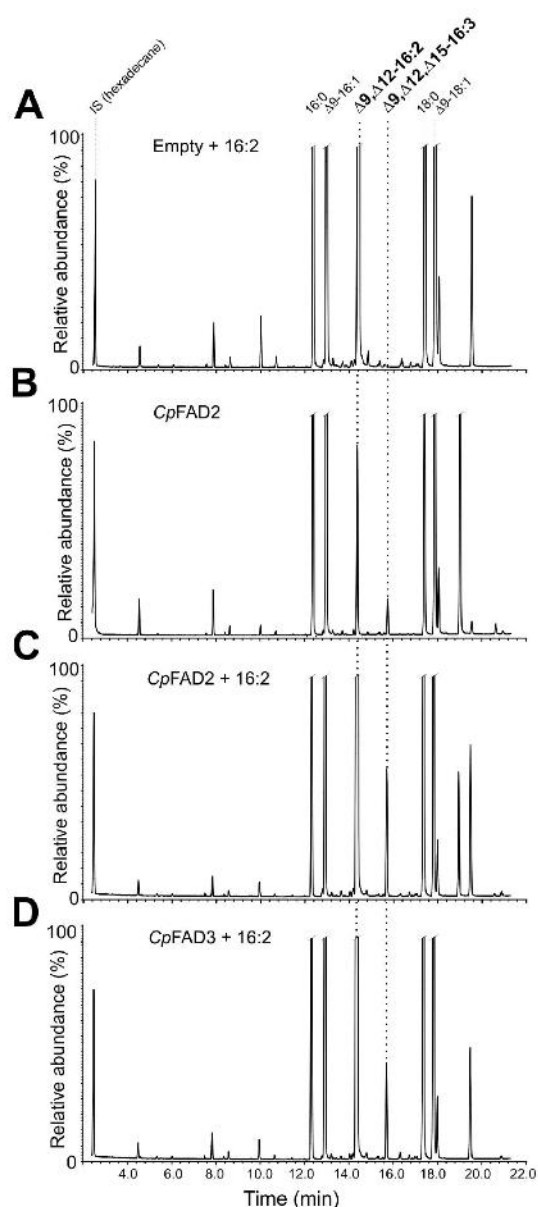 IS (hexadecane)
16:0
Δ9-16:1
Δ9,Δ12-16:2
Δ9,Δ12,Δ15-16:3
18:0
Δ9-18:1
A
100
Empty + 16:2
Relative abundance (%)
0
B
100
CpFAD2
Relative abundance (%)
0
C
100
CpFAD2 + 16:2
Relative abundance (%)
0
D
100
CpFAD3 + 16:2
Relative abundance (%)
0
4.0 6.0 8.0 10.0 12.0 14.0 16.0 18.0 20.0 22.0
Time (min)